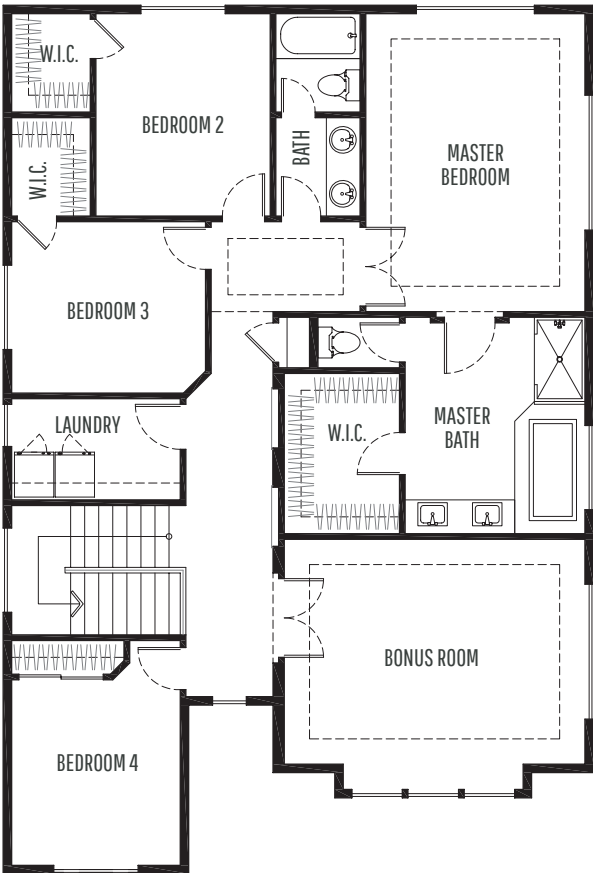 W.I.C.
BEDROOM 2
BATH
MASTER
BEDROOM
W.I.C.
BEDROOM 3
LAUNDRY
W.I.C.
MASTER
BATH
BONUS ROOM
BEDROOM 4